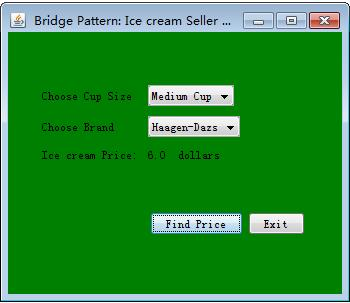 Bridge Pattern: Ice cream Seller ...
Choose Cup Size Medium Cup
Choose Brand Haagen-Dazs
Ice cream Price: 6.0 dollars
Find Price Exit